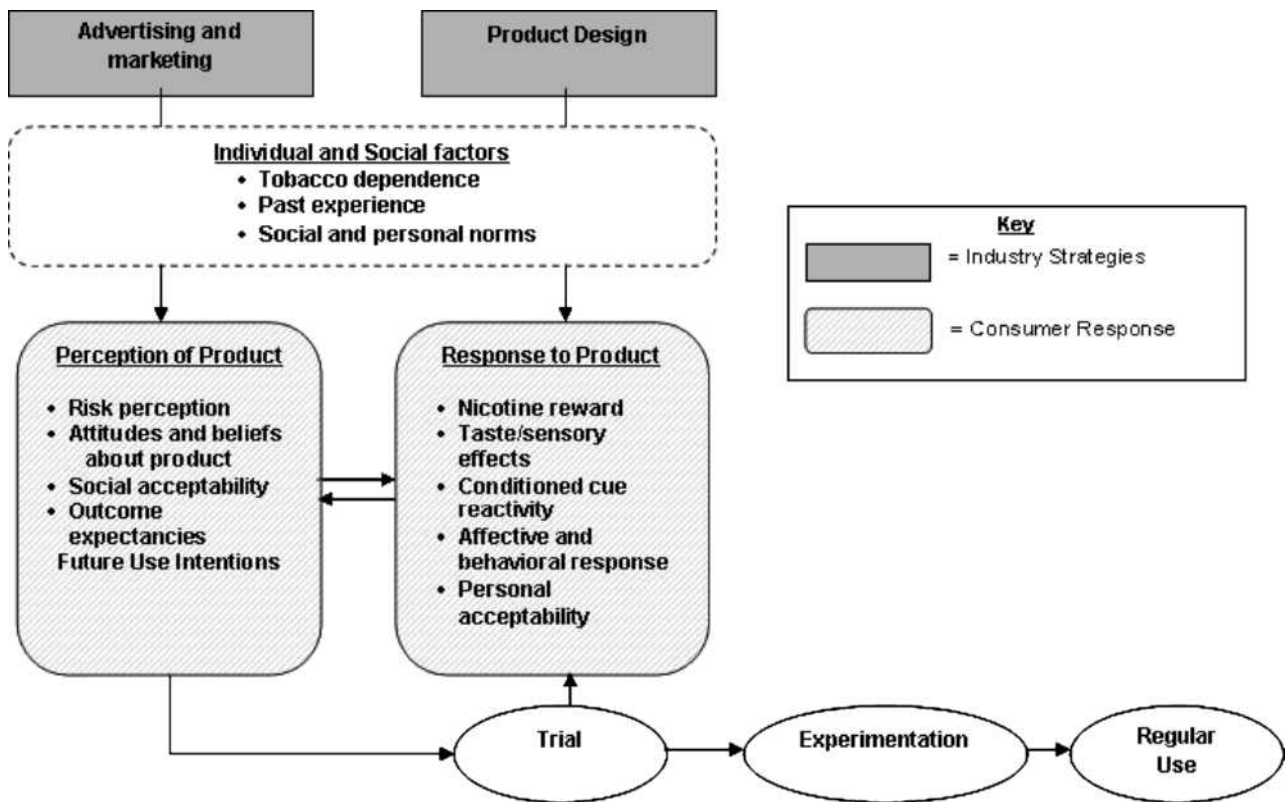 Advertising and
marketing
Product Design
Individual and Social factors
• Tobacco dependence
• Past experience
• Social and personal norms
Key
= Industry Strategies
= Consumer Response
Perception of Product
• Risk perception
• Attitudes and beliefs
about product
• Social acceptability
• Outcome
expectancies
Future Use Intentions
Response to Product
• Nicotine reward
• Taste/sensory
effects
• Conditioned cue
reactivity
• Affective and
behavioral response
• Personal
acceptability
Trial
Experimentation
Regular
Use